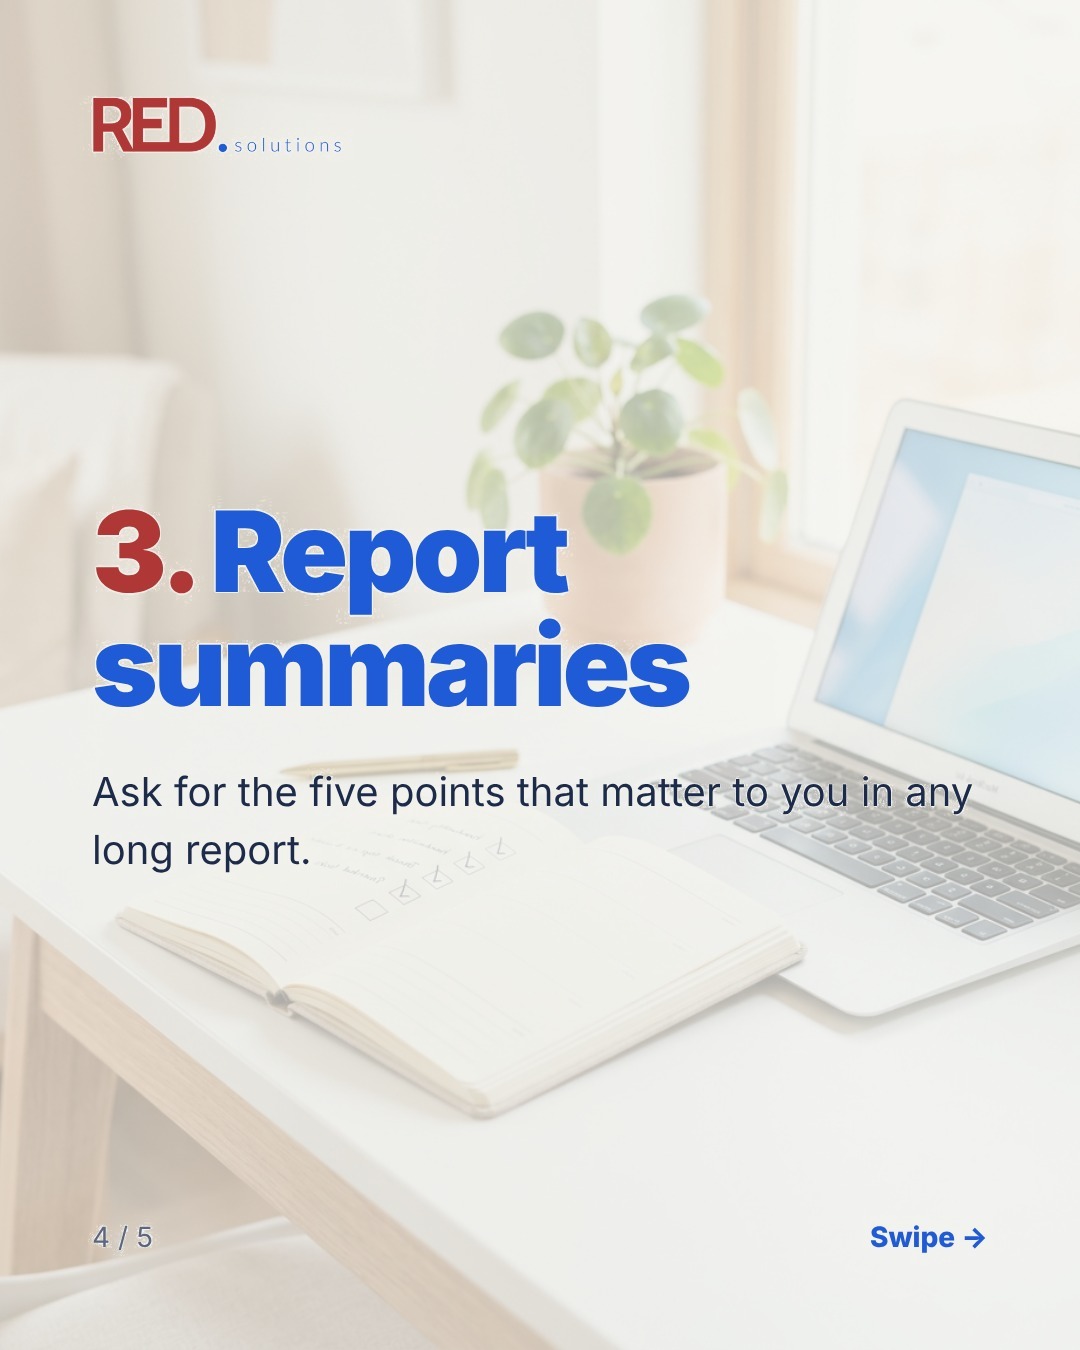 RED.solutions
3. Report
summaries
Ask for the five points that matter to you in any
long report.
4 / 5
Swipe →